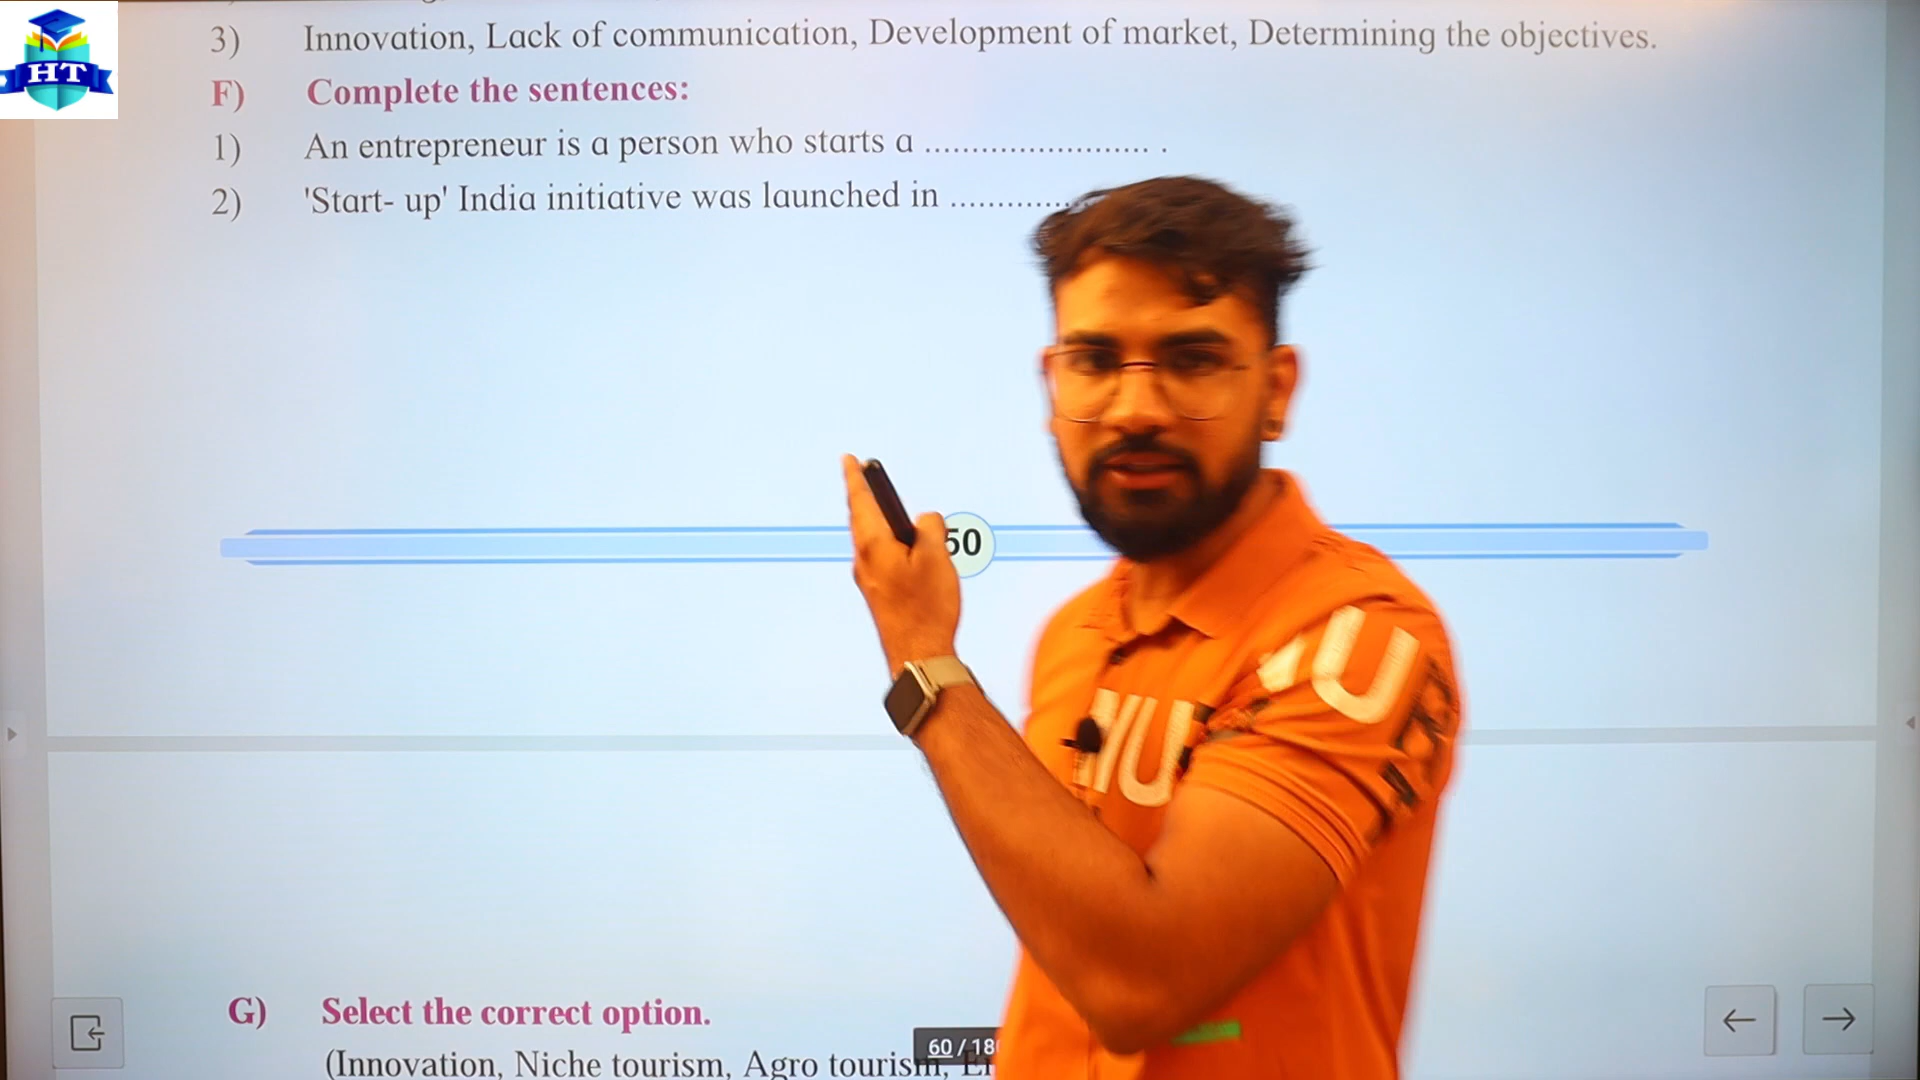 HT
3) Innovation, Lack of communication, Development of market, Determining the objectives.
F) Complete the sentences:
1) An entrepreneur is a person who starts a ........................ .
2) 'Start- up' India initiative was launched in ..............
50
U
U
G) Select the correct option.
60 / 18
(Innovation, Niche tourism, Agro tourism,